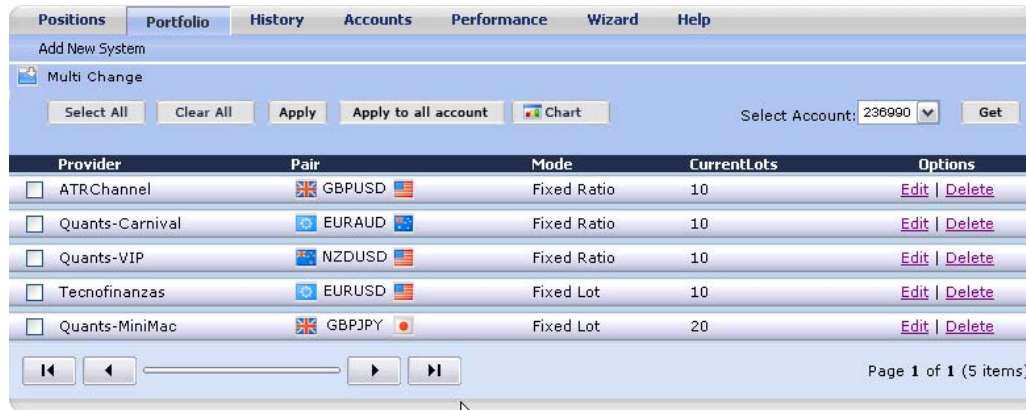 Positions Portfolio History Accounts Performance Wizard Help
Add New System
Multi Change
Select All Clear All Apply Apply to all account Chart Select Account: 236990 Get
Provider Pair Mode CurrentLots Options
ATRChannel GBPUSD Fixed Ratio 10 Edit | Delete
Quants-Carnival EURAUD Fixed Ratio 10 Edit | Delete
Quants-VIP NZDUSD Fixed Ratio 10 Edit | Delete
Tecnofinanzas EURUSD Fixed Lot 10 Edit | Delete
Quants-MiniMac GBPJPY Fixed Lot 20 Edit | Delete
Page 1 of 1 (5 items)